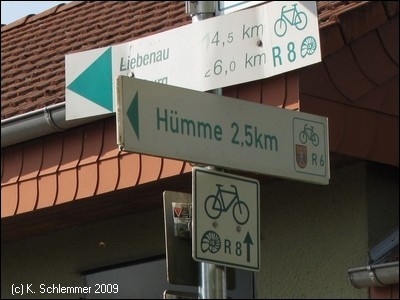 Liebenau 4,5 km
26,0 km
R 8
Hümme 2,5km
R 6
R 8
(c) K. Schlemmer 2009